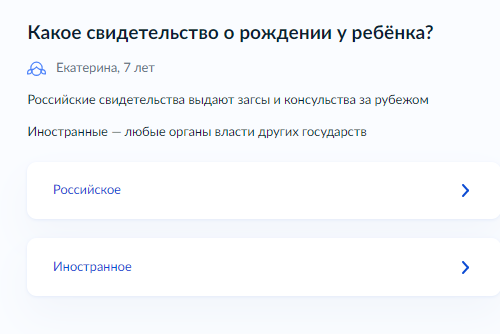 Какое свидетельство о рождении у ребёнка?
Екатерина, 7 лет
Российские свидетельства выдают загсы и консульства за рубежом
Иностранные — любые органы власти других государств
Российское
Иностранное